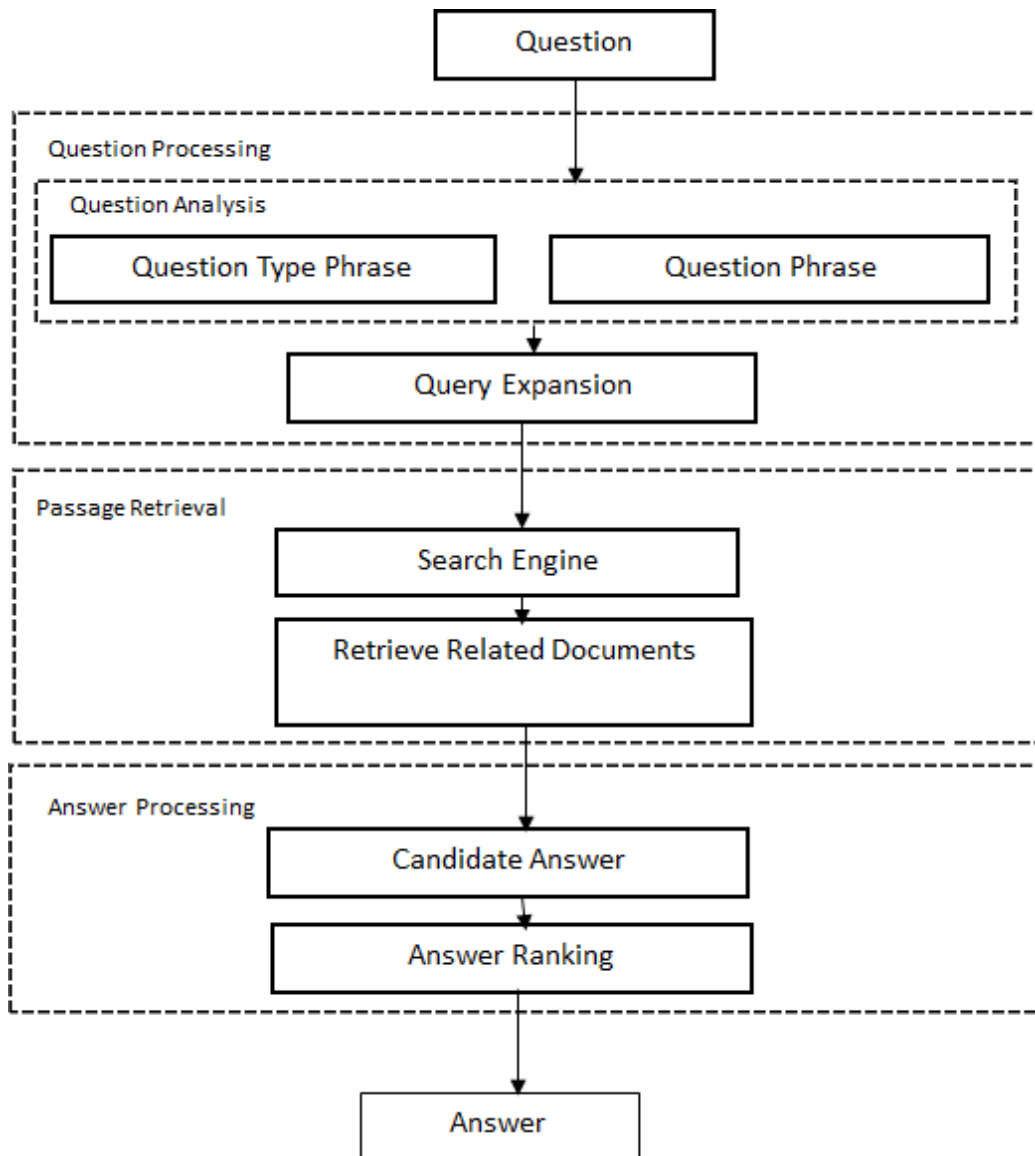 Question
Question Processing
Question Analysis
Question Type Phrase
Question Phrase
Query Expansion
Passage Retrieval
Search Engine
Retrieve Related Documents
Answer Processing
Candidate Answer
Answer Ranking
Answer